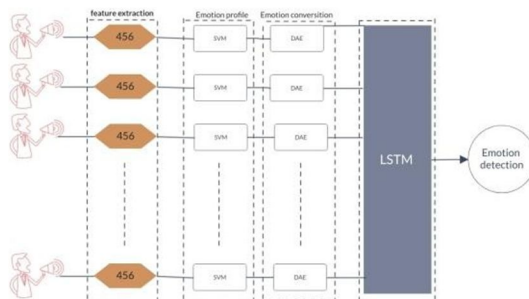 feature extraction
Emotion profile
Emotion conversition
456
SVM
DAE
456
SVM
DAE
456
SVM
DAE
LSTM
Emotion
detection
456
SVM
DAE